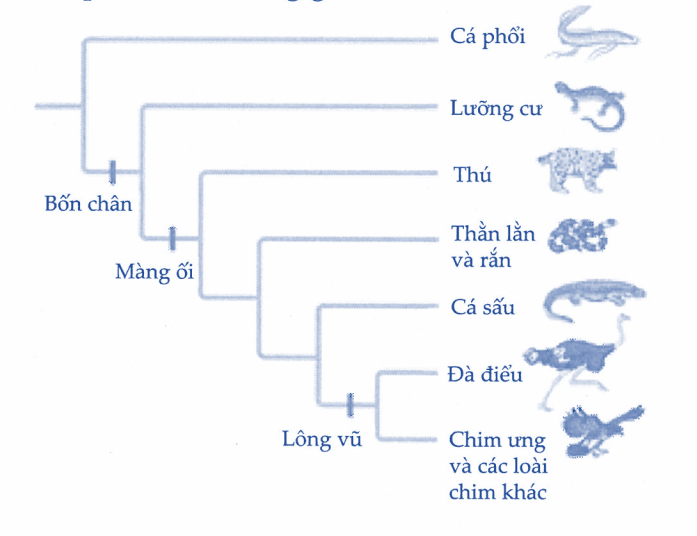 Cá phổi
Lưỡng cư
Thú
Bốn chân
Thằn lằn
và rắn
Màng ối
Cá sấu
Đà điểu
Lông vũ
Chim ưng
và các loài
chim khác